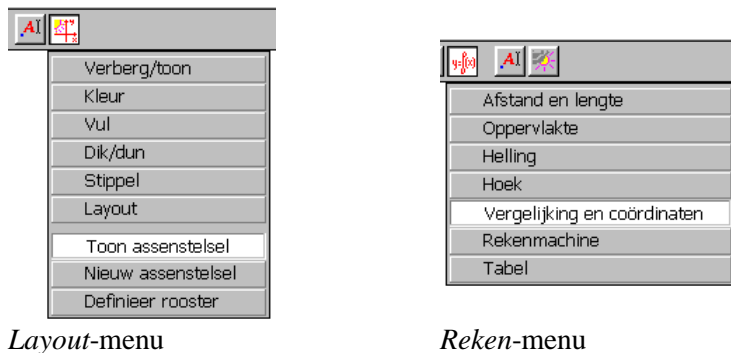 A
Verberg/toon
Kleur
Vul
Dik/dun
Stippel
Layout
Toon assenstelsel
Nieuw assenstelsel
Definieer rooster
Layout-menu
A
Afstand en lengte
Oppervlakte
Helling
Hoek
Vergelijking en coördinaten
Rekenmachine
Tabel
Reken-menu